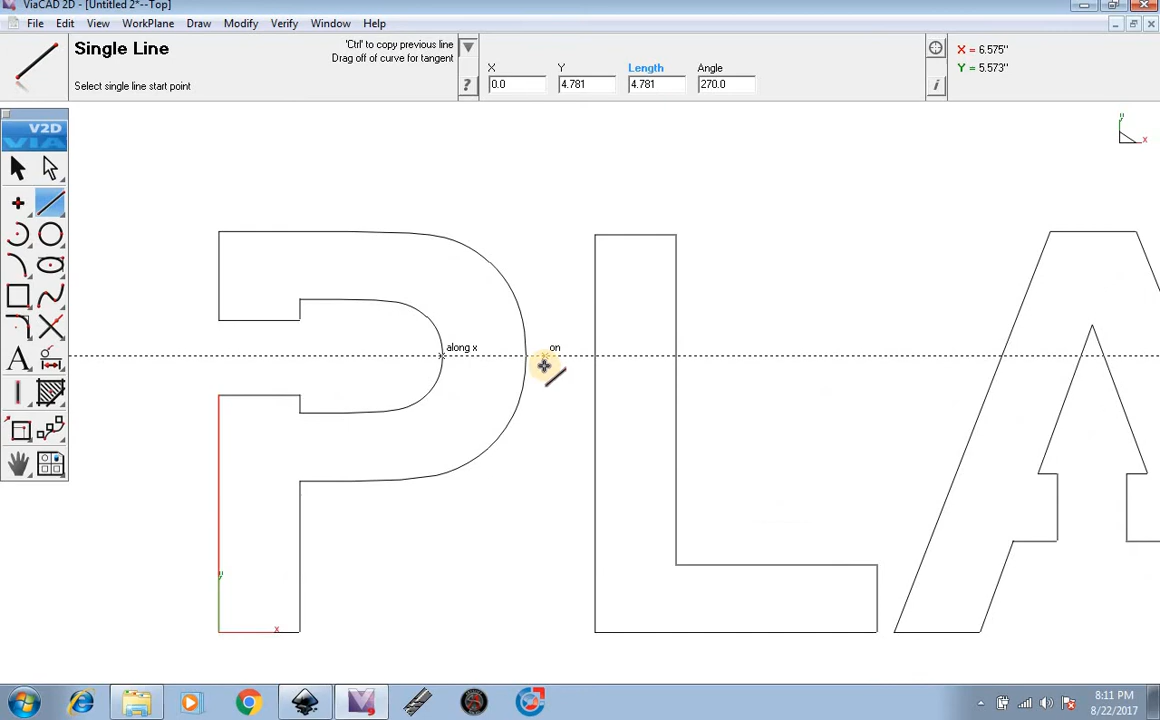 ViaCAD 2D - [Untitled 2*--Top]
File Edit View WorkPlane Draw Modify Verify Window Help
Single Line
'Ctrl' to copy previous line
Drag off of curve for tangent
Select single line start point
?
X Y Length Angle
0.0 4.781 4.781 270.0
i
X = 6.575"
Y = 5.573"
V2D
VIA
A
y
x
along x
on
PLA
y
x
8:11 PM
8/22/2017